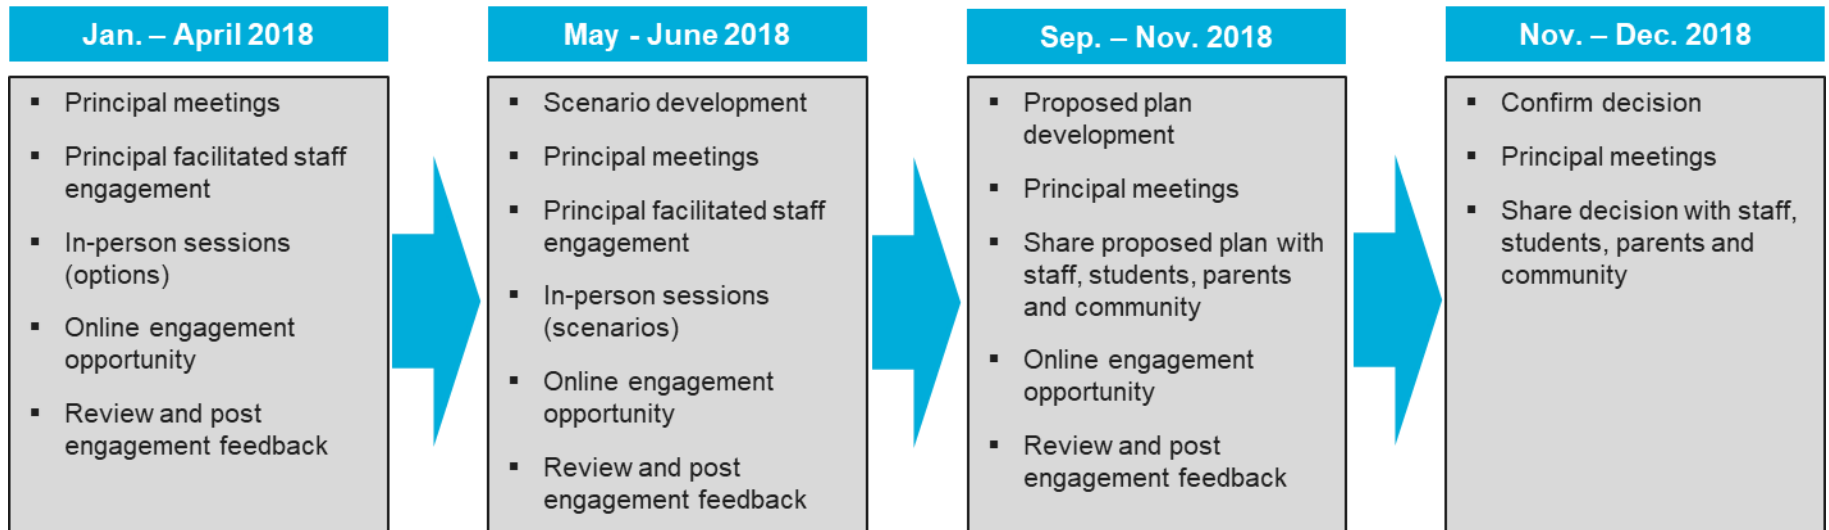 Jan. – April 2018
▪ Principal meetings
▪ Principal facilitated staff
engagement
▪ In-person sessions
(options)
▪ Online engagement
opportunity
▪ Review and post
engagement feedback
May - June 2018
▪ Scenario development
▪ Principal meetings
▪ Principal facilitated staff
engagement
▪ In-person sessions
(scenarios)
▪ Online engagement
opportunity
▪ Review and post
engagement feedback
Sep. – Nov. 2018
▪ Proposed plan
development
▪ Principal meetings
▪ Share proposed plan with
staff, students, parents
and community
▪ Online engagement
opportunity
▪ Review and post
engagement feedback
Nov. – Dec. 2018
▪ Confirm decision
▪ Principal meetings
▪ Share decision with staff,
students, parents and
community